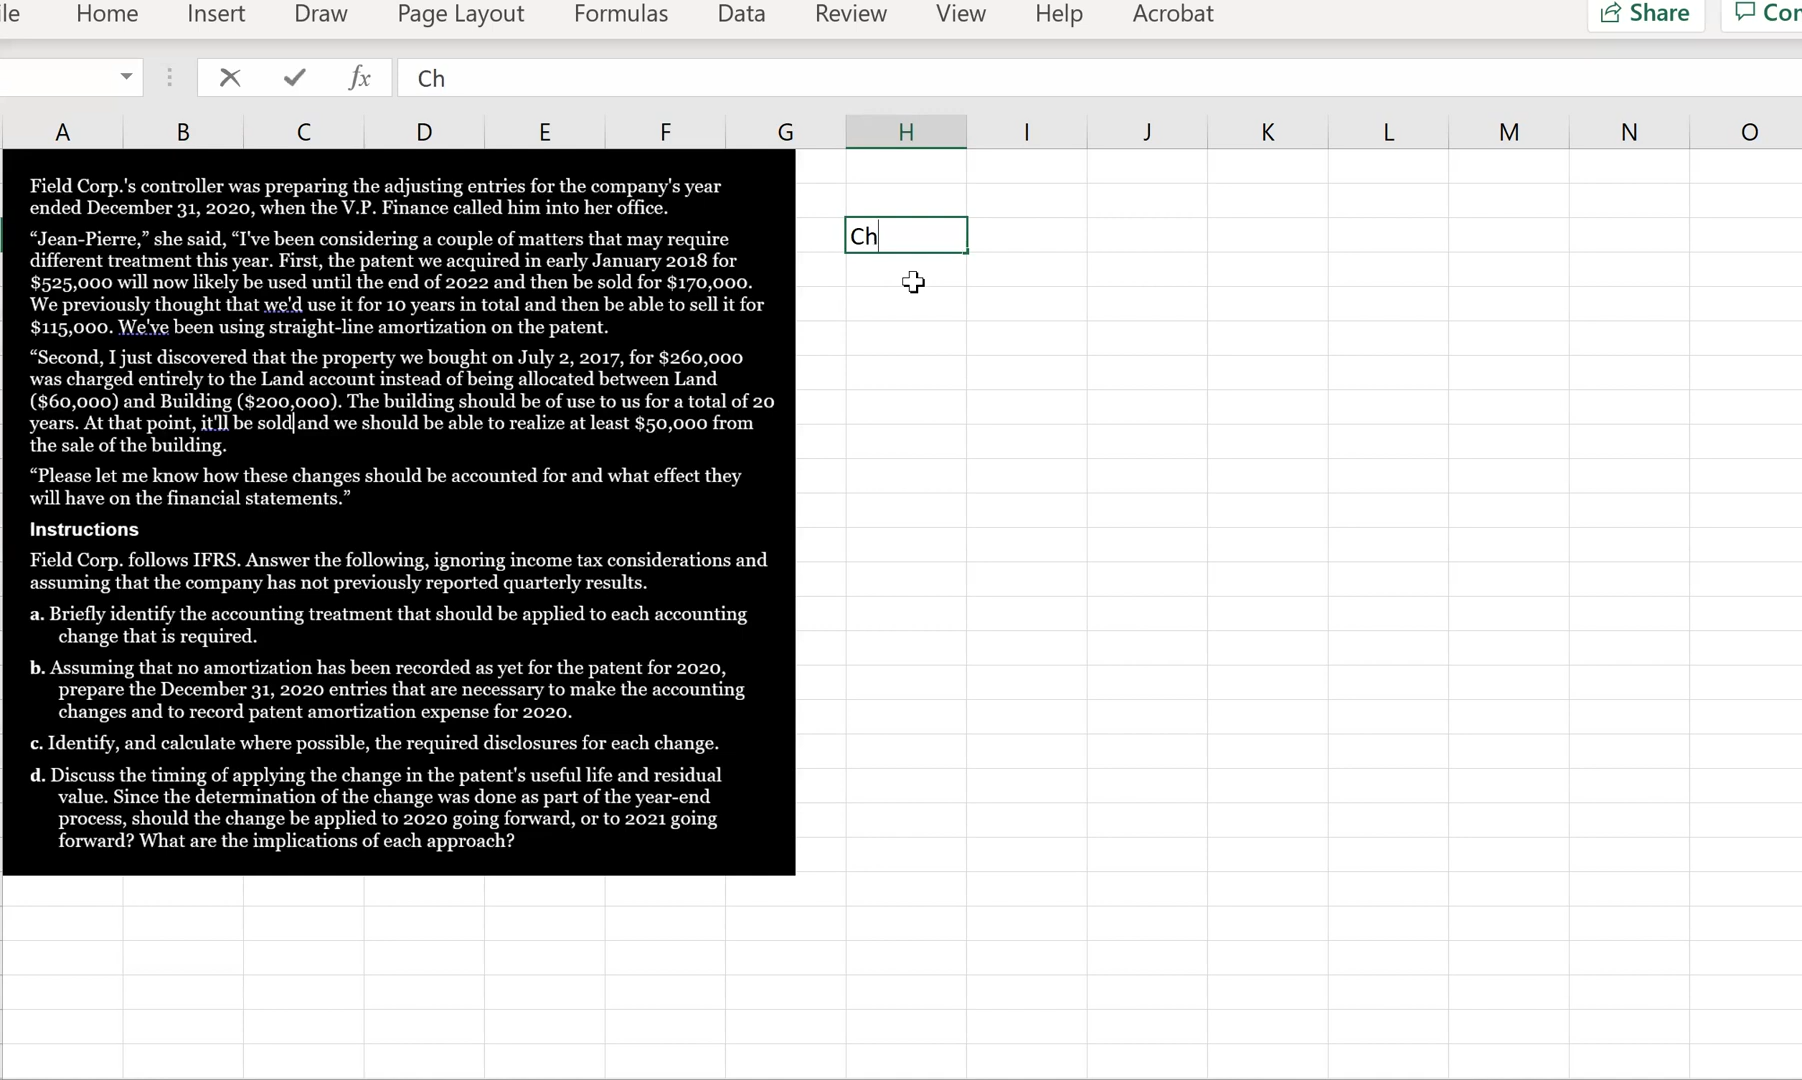 Home Insert Draw Page Layout Formulas Data Review View Help Acrobat Share
fx Ch
A B C D E F G H I J K L M N O
Field Corp.'s controller was preparing the adjusting entries for the company's year
ended December 31, 2020, when the V.P. Finance called him into her office.
Ch
“Jean-Pierre,” she said, “I've been considering a couple of matters that may require
different treatment this year. First, the patent we acquired in early January 2018 for
$525,000 will now likely be used until the end of 2022 and then be sold for $170,000.
We previously thought that we'd use it for 10 years in total and then be able to sell it for
$115,000. We've been using straight-line amortization on the patent.
“Second, I just discovered that the property we bought on July 2, 2017, for $260,000
was charged entirely to the Land account instead of being allocated between Land
($60,000) and Building ($200,000). The building should be of use to us for a total of 20
years. At that point, it'll be sold and we should be able to realize at least $50,000 from
the sale of the building.
“Please let me know how these changes should be accounted for and what effect they
will have on the financial statements.”
Instructions
Field Corp. follows IFRS. Answer the following, ignoring income tax considerations and
assuming that the company has not previously reported quarterly results.
a. Briefly identify the accounting treatment that should be applied to each accounting
change that is required.
b. Assuming that no amortization has been recorded as yet for the patent for 2020,
prepare the December 31, 2020 entries that are necessary to make the accounting
changes and to record patent amortization expense for 2020.
c. Identify, and calculate where possible, the required disclosures for each change.
d. Discuss the timing of applying the change in the patent's useful life and residual
value. Since the determination of the change was done as part of the year-end
process, should the change be applied to 2020 going forward, or to 2021 going
forward? What are the implications of each approach?